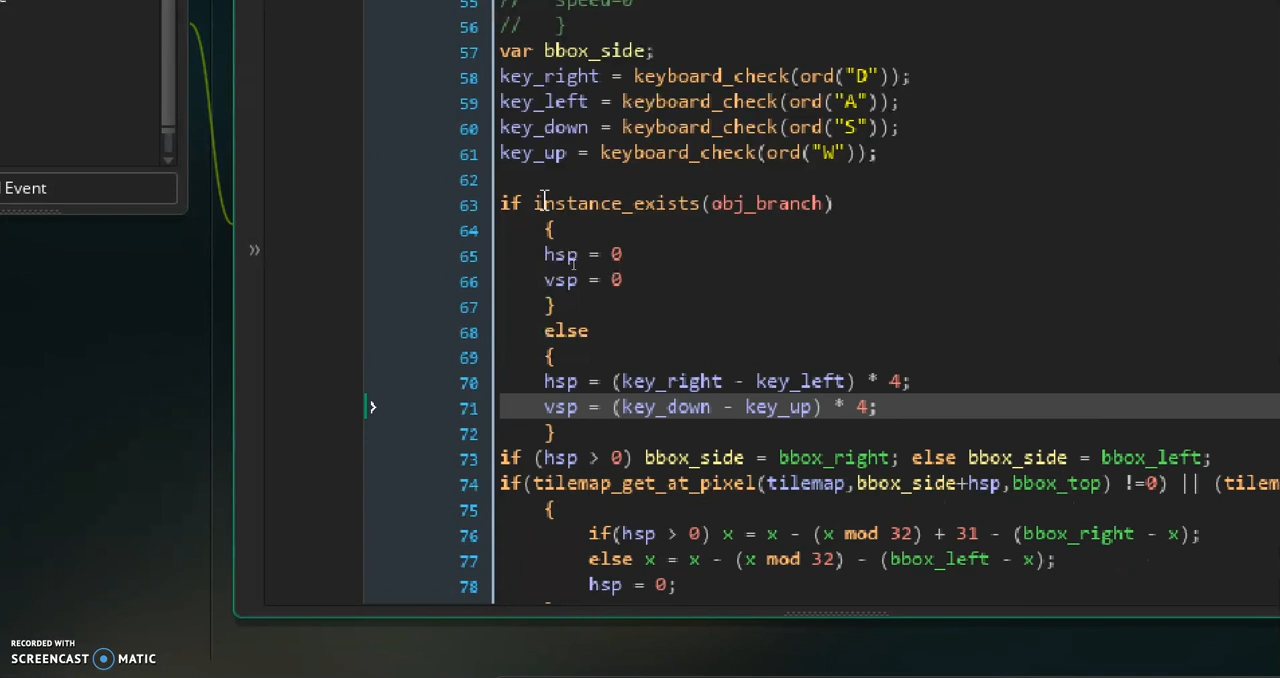 55 // speed=0
56 // }
57 var bbox_side;
58 key_right = keyboard_check(ord("D"));
59 key_left = keyboard_check(ord("A"));
60 key_down = keyboard_check(ord("S"));
61 key_up = keyboard_check(ord("W"));
62
63 if instance_exists(obj_branch)
64 {
65 hsp = 0
66 vsp = 0
67 }
68 else
69 {
70 hsp = (key_right - key_left) * 4;
71 vsp = (key_down - key_up) * 4;
72 }
73 if (hsp > 0) bbox_side = bbox_right; else bbox_side = bbox_left;
74 if(tilemap_get_at_pixel(tilemap,bbox_side+hsp,bbox_top) !=0) || (tilem
75 {
76 if(hsp > 0) x = x - (x mod 32) + 31 - (bbox_right - x);
77 else x = x - (x mod 32) - (bbox_left - x);
78 hsp = 0;
Event
RECORDED WITH
SCREENCAST MATIC